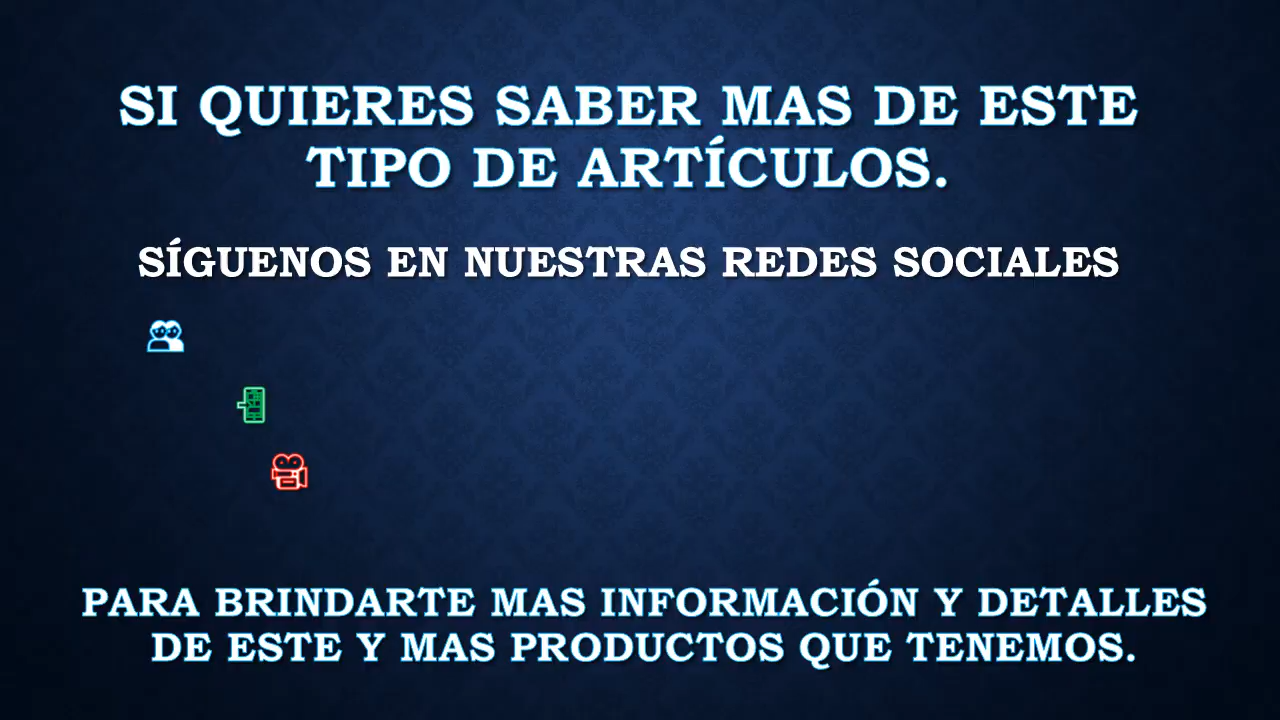 SI QUIERES SABER MAS DE ESTE
TIPO DE ARTÍCULOS.
SÍGUENOS EN NUESTRAS REDES SOCIALES
PARA BRINDARTE MAS INFORMACIÓN Y DETALLES
DE ESTE Y MAS PRODUCTOS QUE TENEMOS.